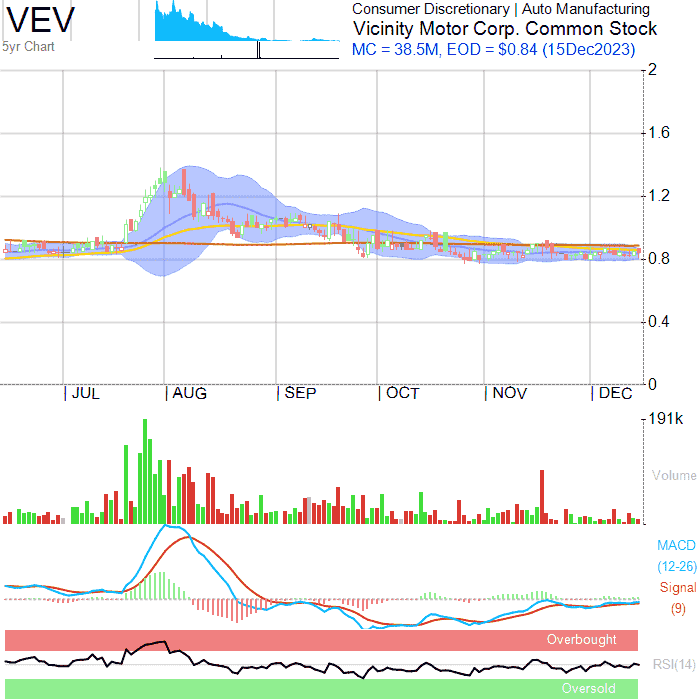 VEV
5yr Chart
Consumer Discretionary | Auto Manufacturing
Vicinity Motor Corp. Common Stock
MC = 38.5M, EOD = $0.84 (15Dec2023)
2
1.6
1.2
0.8
0.4
0
JUL AUG SEP OCT NOV DEC
191k
Volume
MACD
(12-26)
Signal
(9)
Overbought
RSI(14)
Oversold